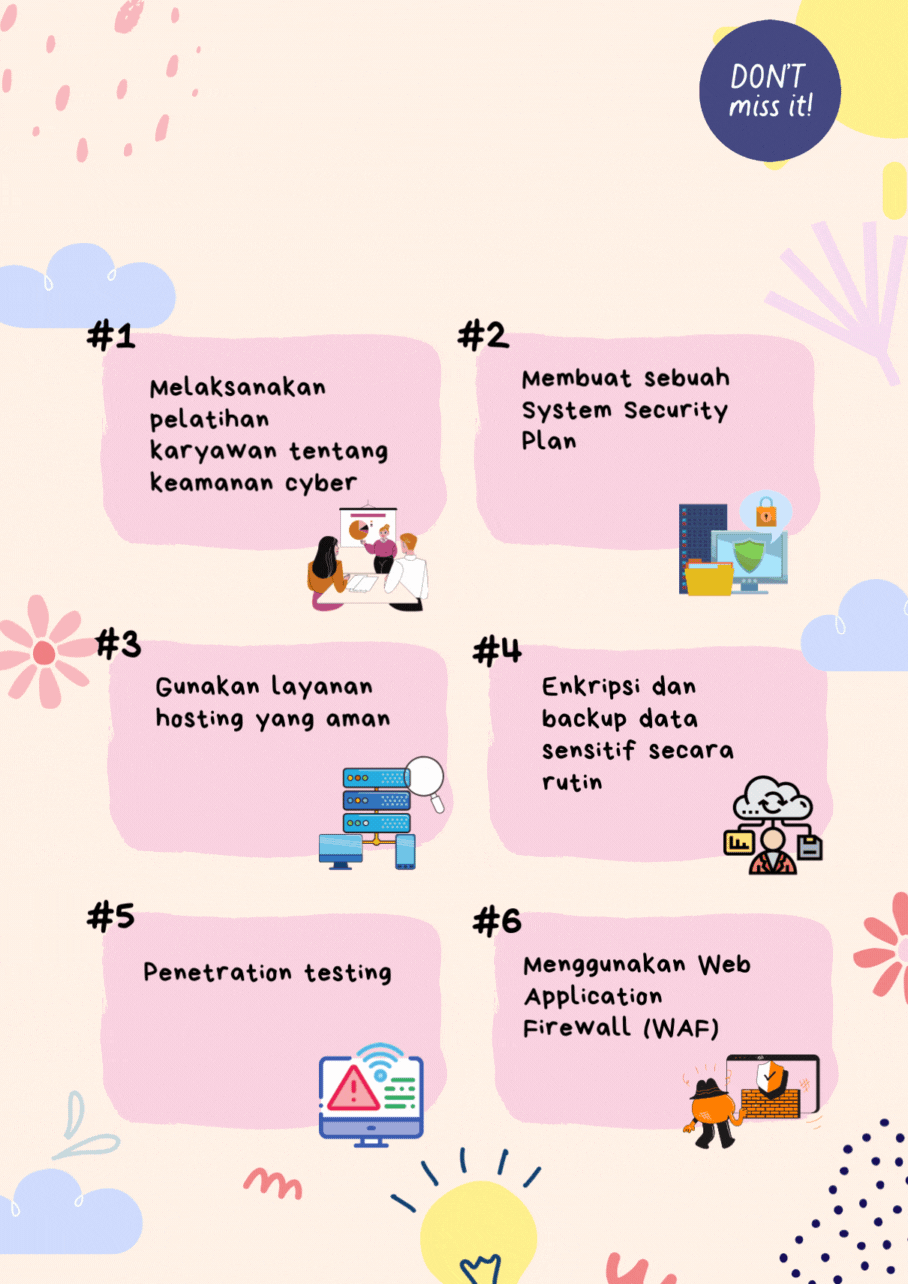 DON'T
miss it!
#1
Melaksanakan
pelatihan
karyawan tentang
keamanan cyber
#2
Membuat sebuah
System Security
Plan
#3
Gunakan layanan
hosting yang aman
#4
Enkripsi dan
backup data
sensitif secara
rutin
#5
Penetration testing
#6
Menggunakan Web
Application
Firewall (WAF)